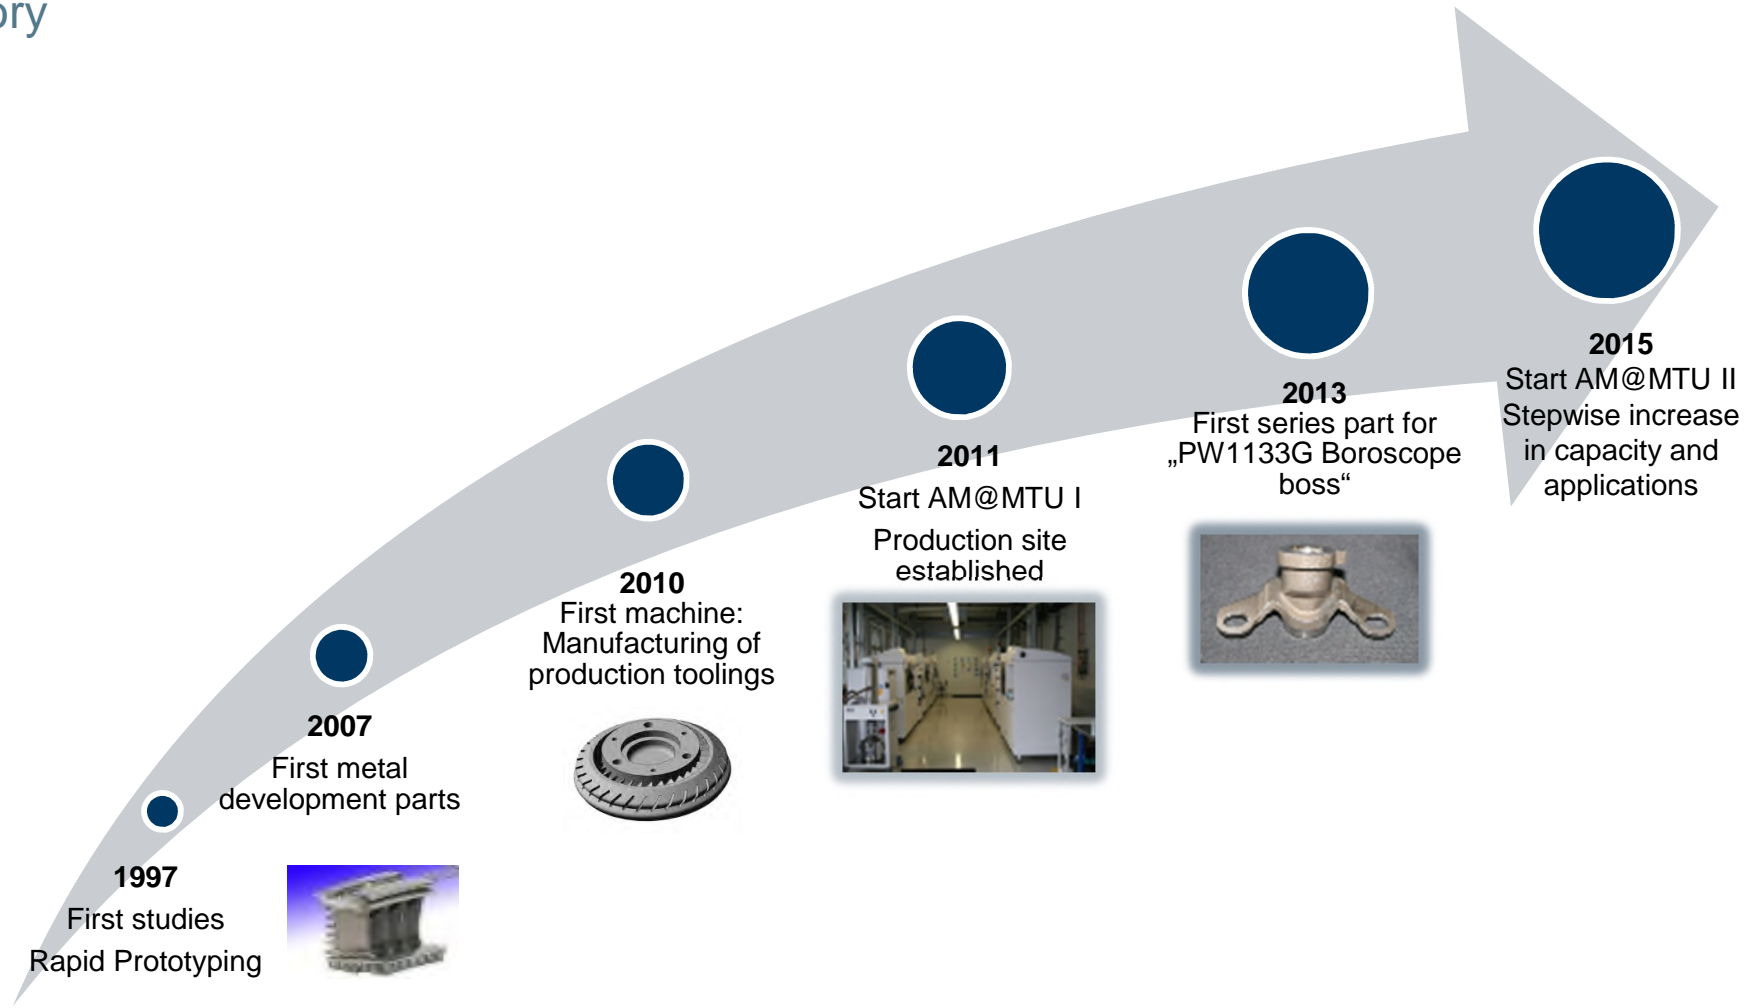 1997
First studies
Rapid Prototyping
2007
First metal
development parts
2010
First machine:
Manufacturing of
production toolings
2011
Start AM@MTU I
Production site
established
2013
First series part for
„PW1133G Boroscope
boss“
2015
Start AM@MTU II
Stepwise increase
in capacity and
applications